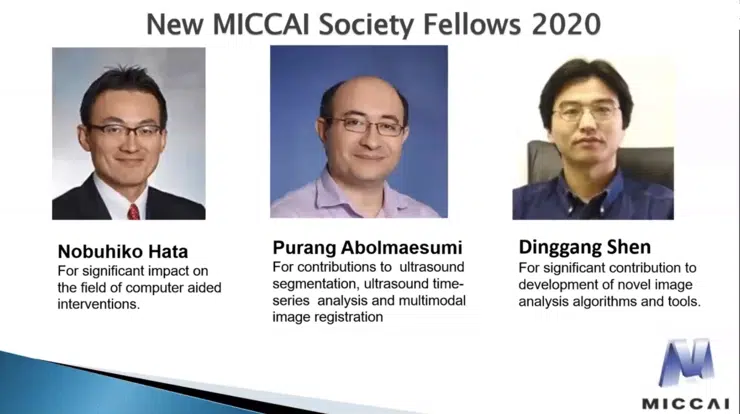 New MICCAI Society Fellows 2020
Nobuhiko Hata
For significant impact on
the field of computer aided
interventions.
Purang Abolmaesumi
For contributions to ultrasound
segmentation, ultrasound time-
series analysis and multimodal
image registration
Dinggang Shen
For significant contribution to
development of novel image
analysis algorithms and tools.
MICCAI